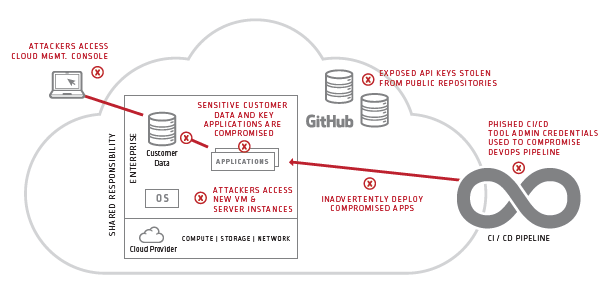 ATTACKERS ACCESS
CLOUD MGMT. CONSOLE
EXPOSED API KEYS STOLEN
FROM PUBLIC REPOSITORIES
GitHub
SENSITIVE CUSTOMER
DATA AND KEY
APPLICATIONS ARE
COMPROMISED
PHISHED CI/CD
TOOL ADMIN CREDENTIALS
USED TO COMPROMISE
DEVOPS PIPELINE
SHARED RESPONSIBILITY
ENTERPRISE
Customer
Data
APPLICATIONS
OS
ATTACKERS ACCESS
NEW VM &
SERVER INSTANCES
INADVERTENTLY DEPLOY
COMPROMISED APPS
Cloud Provider
COMPUTE | STORAGE | NETWORK
CI / CD PIPELINE